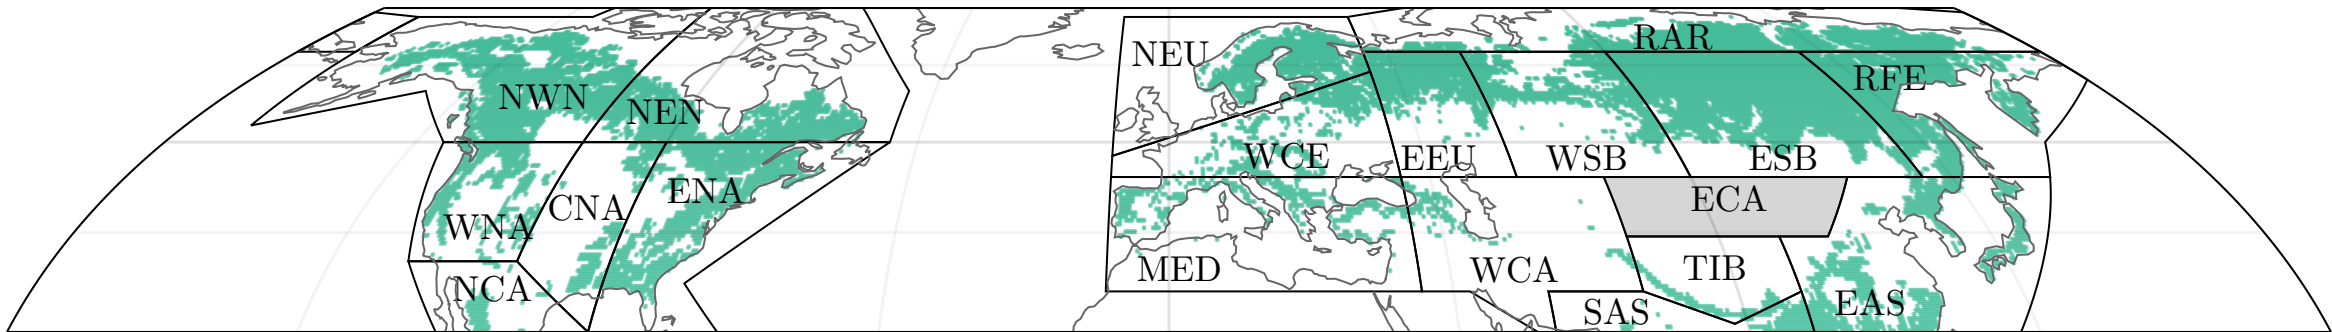 RAR
NEU
RFE
NWN
NEN
WCE
EEU
WSB
ESB
ENA
ECA
CNA
WNA
MED
WCA
TIB
NCA
EAS
SAS